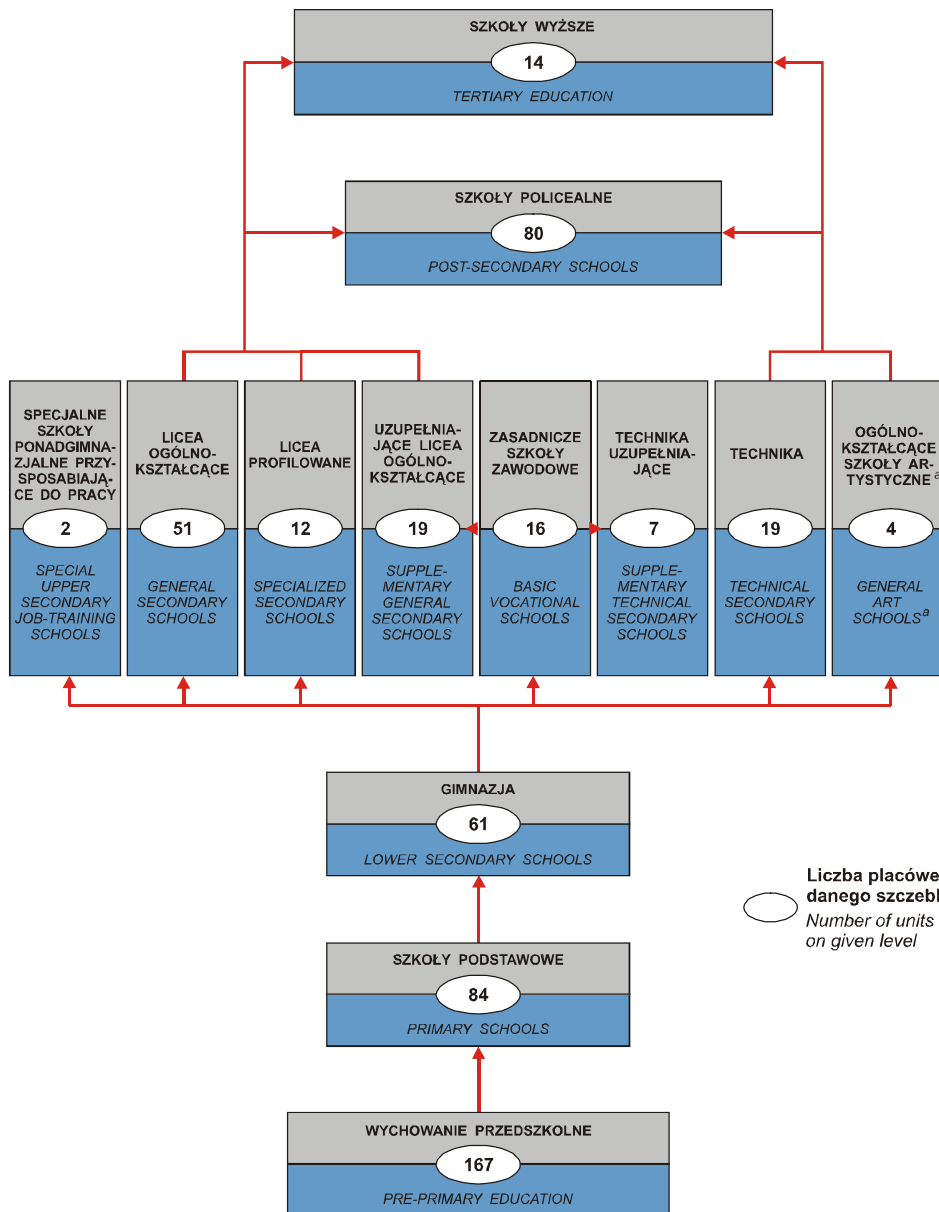 SZKOŁY WYŻSZE
14
TERTIARY EDUCATION
SZKOŁY POLICEALNE
80
POST-SECONDARY SCHOOLS
SPECJALNE
SZKOŁY
PONADGIMNA-
ZJALNE PRZY-
SPOSABIAJĄ-
CE DO PRACY
2
SPECIAL
UPPER
SECONDARY
JOB-TRAINING
SCHOOLS
LICEA
OGÓLNO-
KSZTAŁCĄCE
51
GENERAL
SECONDARY
SCHOOLS
LICEA
PROFILOWANE
12
SPECIALIZED
SECONDARY
SCHOOLS
UZUPEŁNIA-
JĄCE LICEA
OGÓLNO-
KSZTAŁCĄCE
19
SUPPLE-
MENTARY
GENERAL
SECONDARY
SCHOOLS
ZASADNICZE
SZKOŁY
ZAWODOWE
16
BASIC
VOCATIONAL
SCHOOLS
TECHNIKA
UZUPEŁNIA-
JĄCE
7
SUPPLE-
MENTARY
TECHNICAL
SECONDARY
SCHOOLS
TECHNIKA
19
TECHNICAL
SECONDARY
SCHOOLS
OGÓLNO-
KSZTAŁCĄCE
SZKOŁY AR-
TYSTYCZNE a
4
GENERAL
ART
SCHOOLS a
GIMNAZJA
61
LOWER SECONDARY SCHOOLS
Liczba placówe
danego szczebl
Number of units
on given level
SZKOŁY PODSTAWOWE
84
PRIMARY SCHOOLS
WYCHOWANIE PRZEDSZKOLNE
167
PRE-PRIMARY EDUCATION